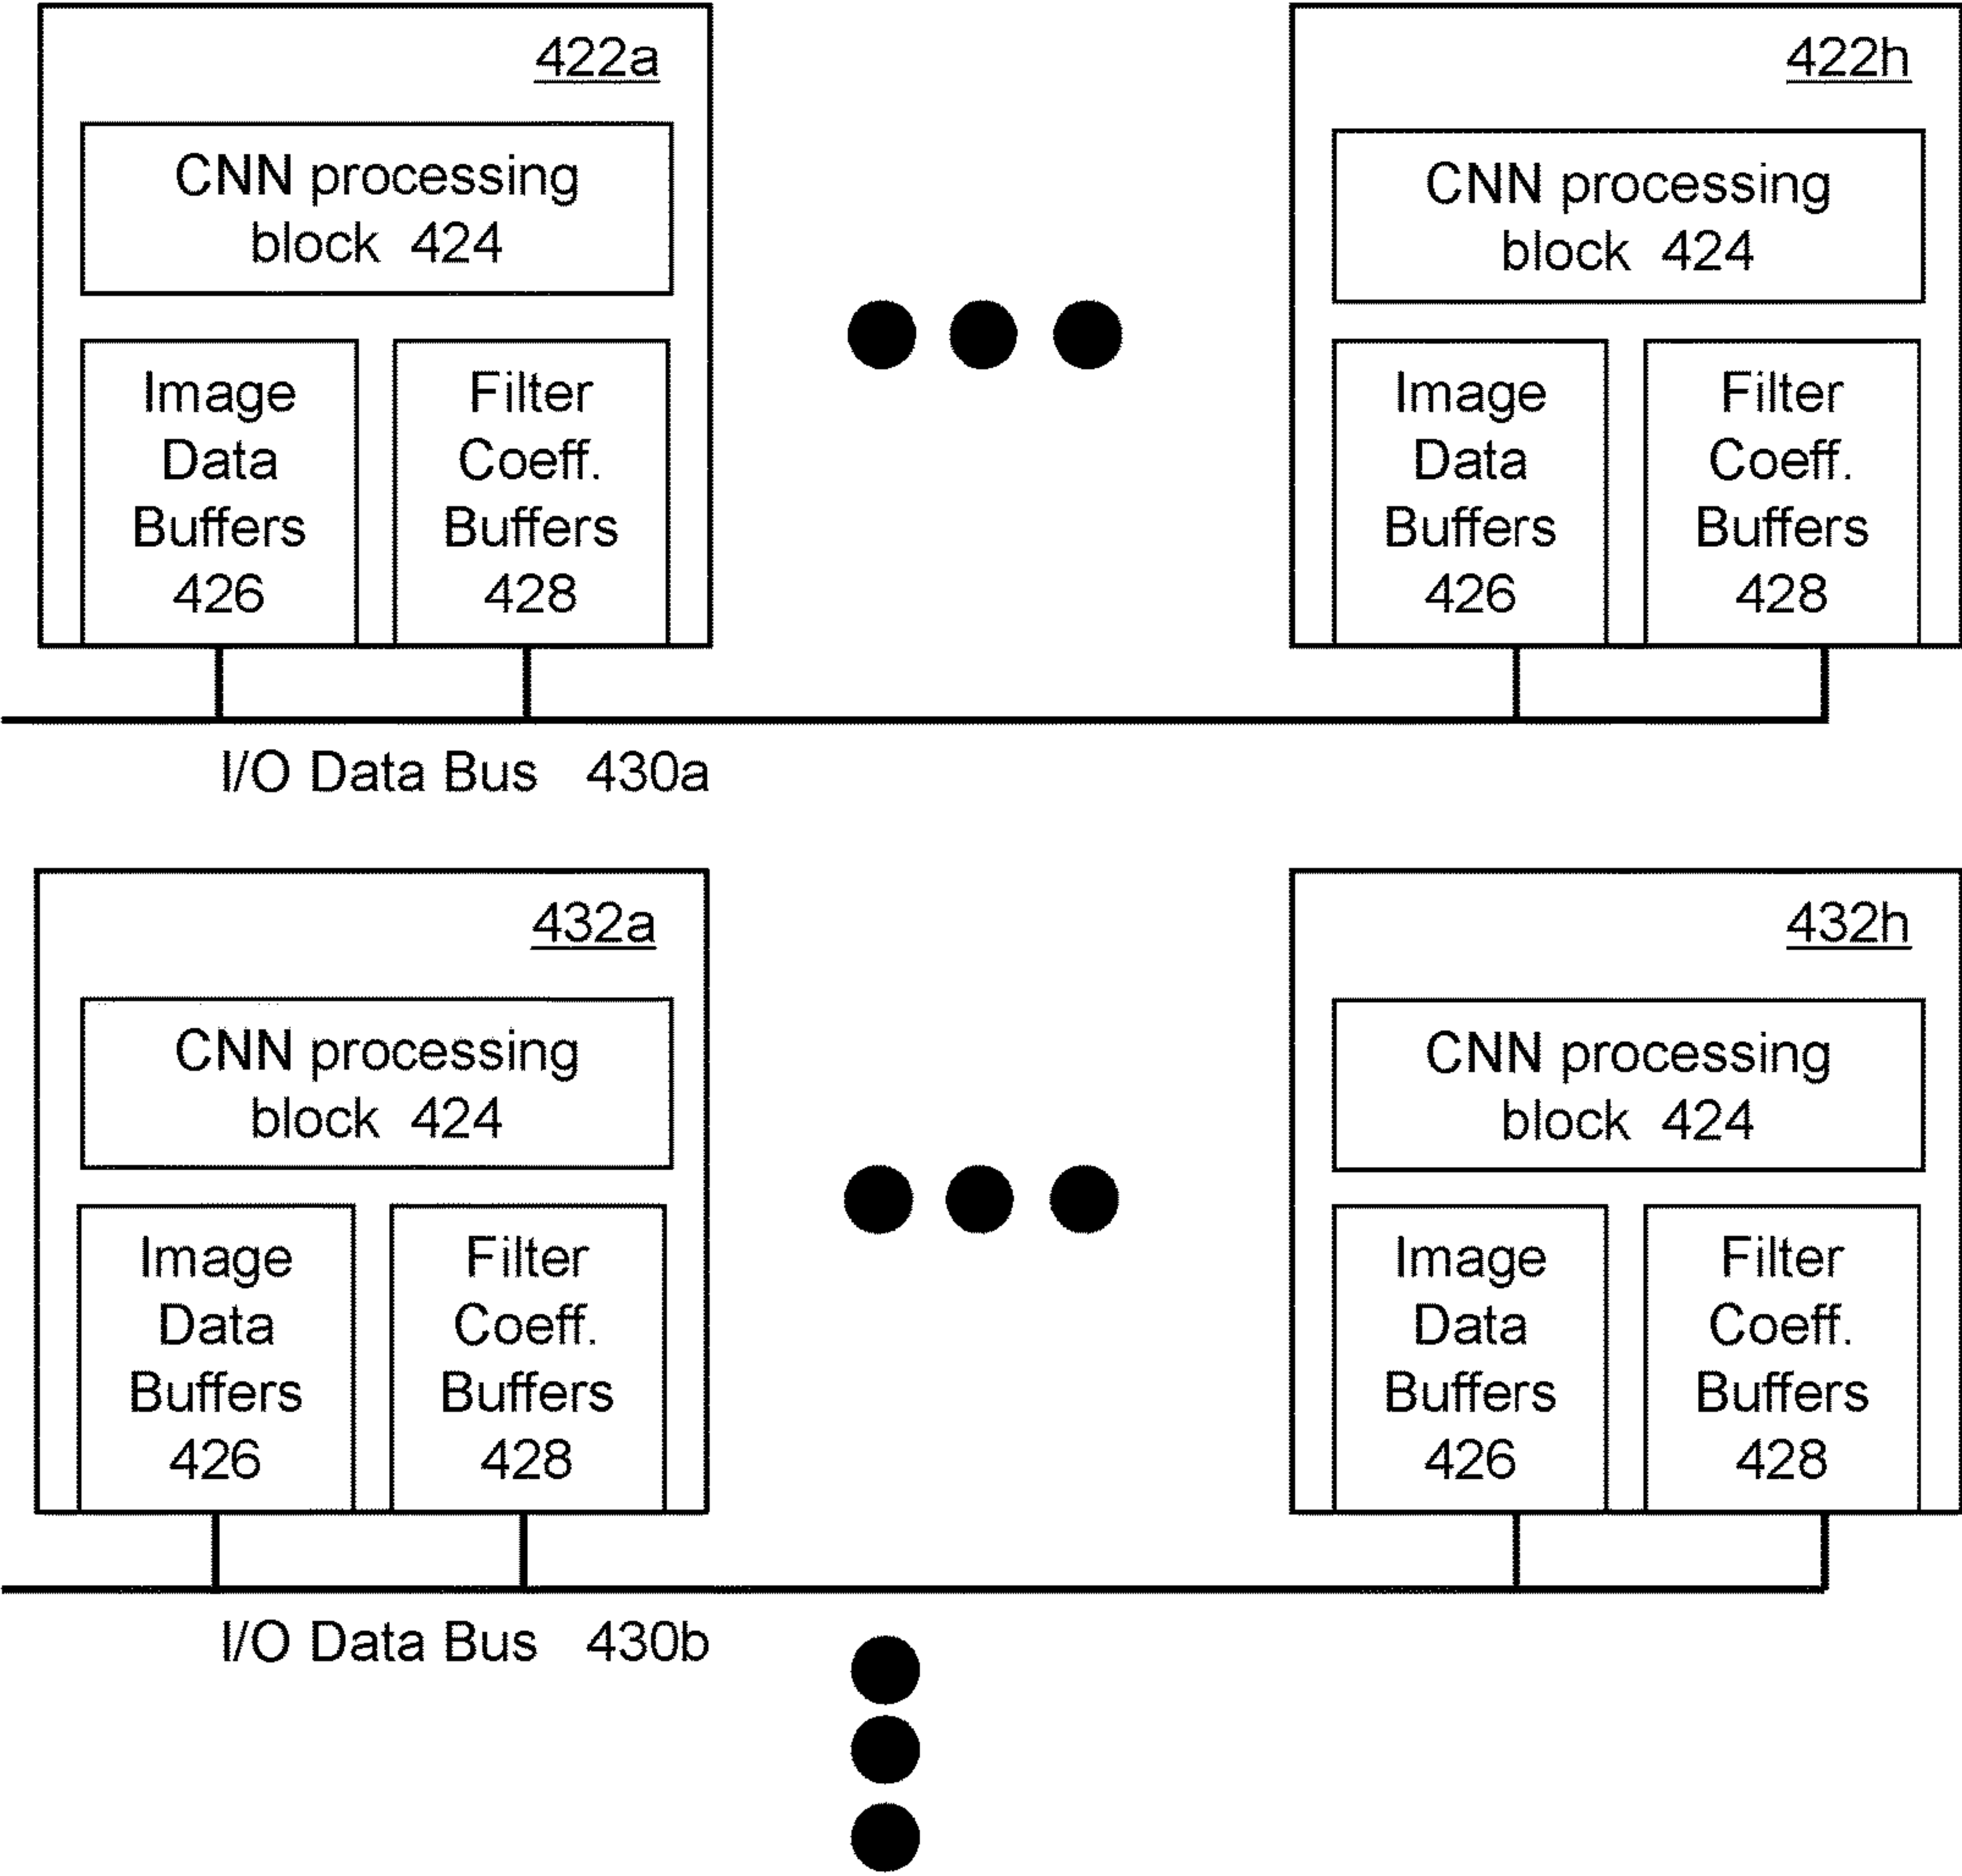 422a
CNN processing
block 424
Image
Data
Buffers
426
Filter
Coeff.
Buffers
428
422h
CNN processing
block 424
Image
Data
Buffers
426
Filter
Coeff.
Buffers
428
I/O Data Bus 430a
432a
CNN processing
block 424
Image
Data
Buffers
426
Filter
Coeff.
Buffers
428
432h
CNN processing
block 424
Image
Data
Buffers
426
Filter
Coeff.
Buffers
428
I/O Data Bus 430b